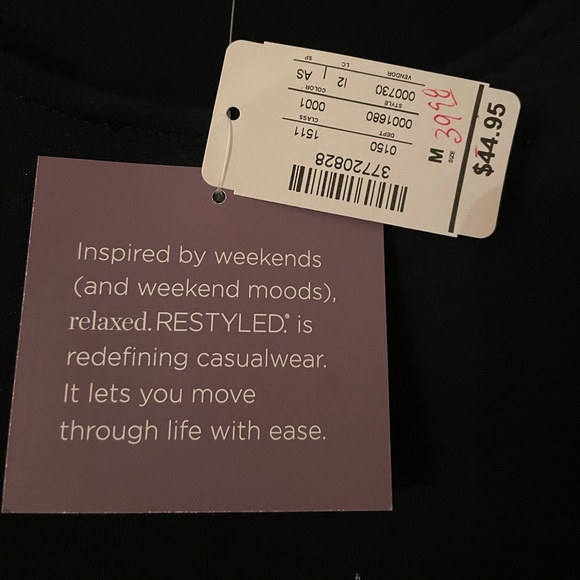 Inspired by weekends
(and weekend moods),
relaxed.RESTYLED.® is
redefining casualwear.
It lets you move
through life with ease.
37720828
DEPT CLASS
0150 1511
STYLE COLOR
0001680 0001
VENDOR LC SP
000730 12 AS
SIZE
M
39.99
$44.95